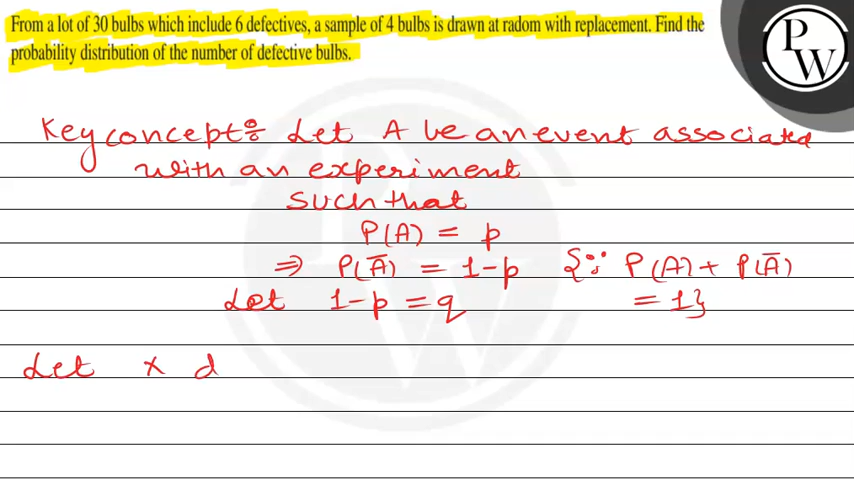 From a lot of 30 bulbs which include 6 defectives, a sample of 4 bulbs is drawn at radom with replacement. Find the
probability distribution of the number of defective bulbs.
P
W
Key concept: Let A be an event associated
with an experiment
such that
P(A) = p
⇒ P(Ā) = 1-p {∵ P(A) + P(Ā)
Let 1-p = q = 1}
Let x d